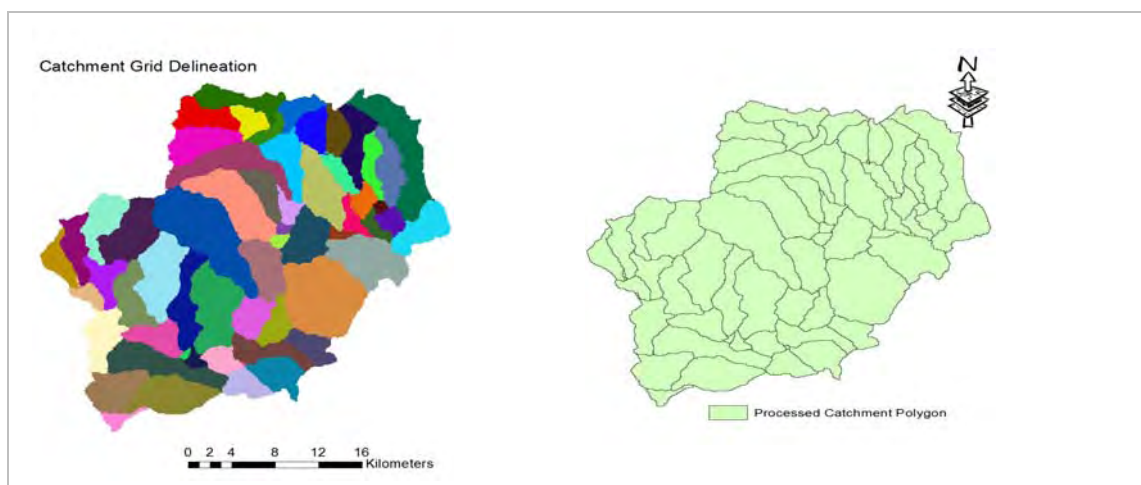 Catchment Grid Delineation
N
Processed Catchment Polygon
0 2 4 8 12 16
Kilometers